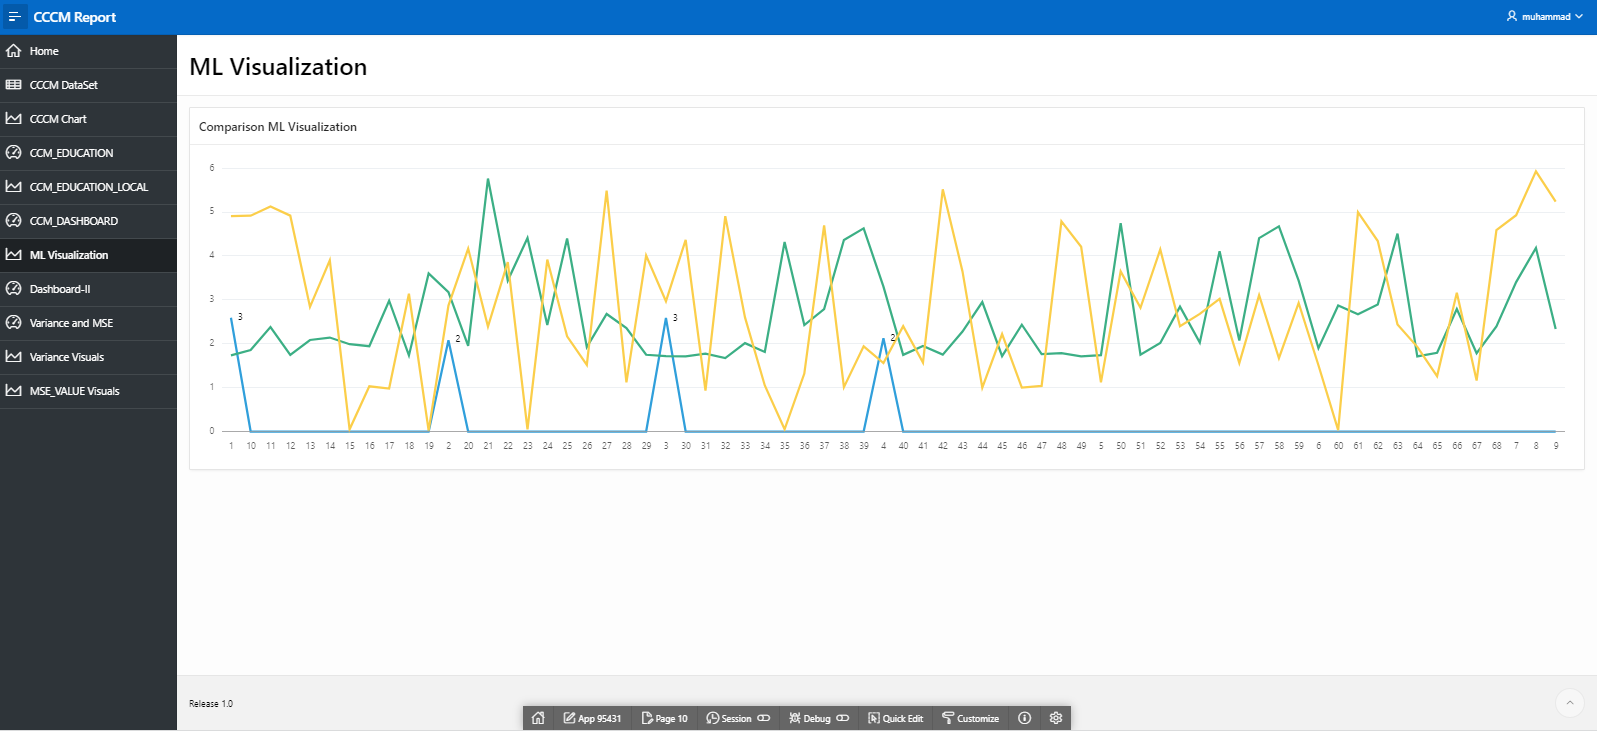 CCCM Report
muhammad
Home
CCCM DataSet
CCCM Chart
CCM_EDUCATION
CCM_EDUCATION_LOCAL
CCM_DASHBOARD
ML Visualization
Dashboard-II
Variance and MSE
Variance Visuals
MSE_VALUE Visuals
ML Visualization
Comparison ML Visualization
6
5
4
3
2
1
0
3
2
3
2
1 10 11 12 13 14 15 16 17 18 19 2 20 21 22 23 24 25 26 27 28 29 3 30 31 32 33 34 35 36 37 38 39 4 40 41 42 43 44 45 46 47 48 49 5 50 51 52 53 54 55 56 57 58 59 6 60 61 62 63 64 65 66 67 68 7 8 9
Release 1.0
App 95431 Page 10 Session Debug Quick Edit Customize